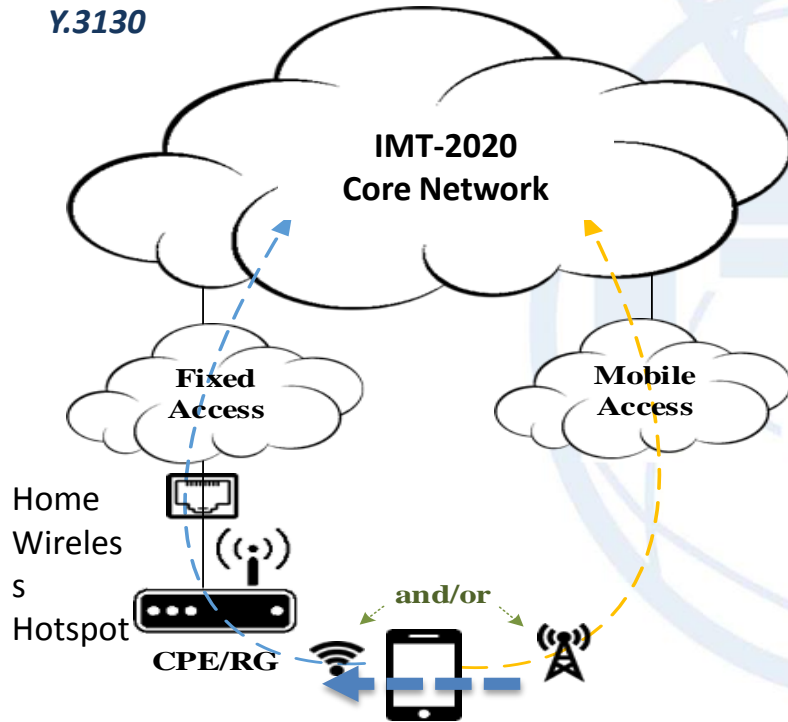 Y.3130
IMT-2020
Core Network
Fixed
Access
Mobile
Access
Home
Wireles
s
Hotspot
and/or
CPE/RG